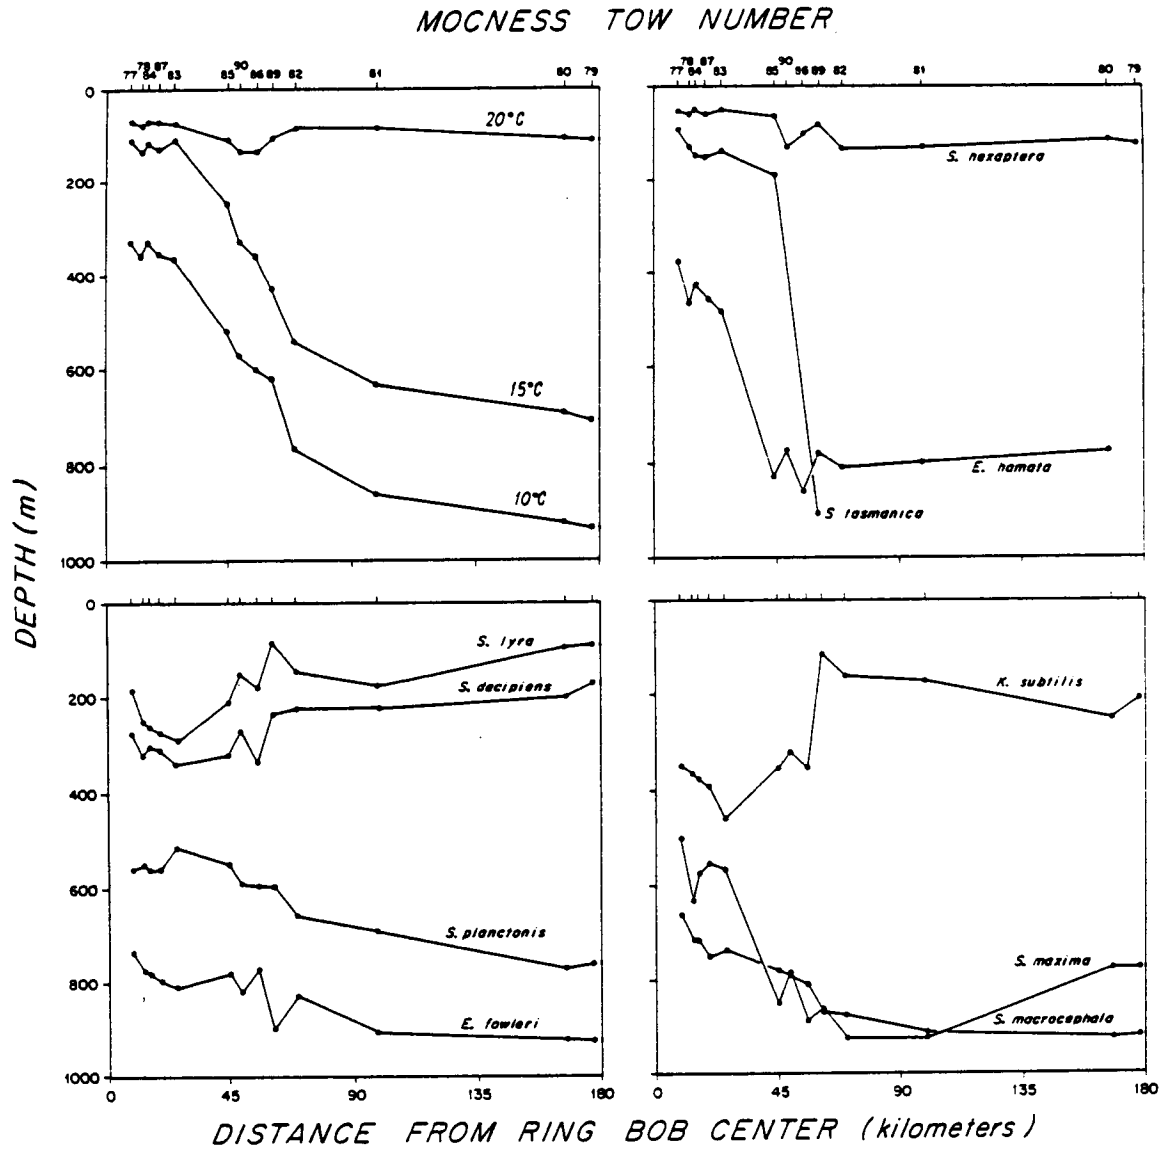 MOCNESS TOW NUMBER
78 87 90
77 84 83 85 86 89 82 81 80 79
78 87 90
77 84 83 85 96 89 82 81 80 79
0
200
400
600
800
1000
20°C
15°C
10°C
S. hexaptera
E. hamata
S tasmanica
DEPTH (m)
0
200
400
600
800
1000
S. lyra
S. decipiens
S. planctonis
E. fowleri
K. subtilis
S. maxima
S. macrocephala
0 45 90 135 180
0 45 90 135 180
DISTANCE FROM RING BOB CENTER (kilometers)